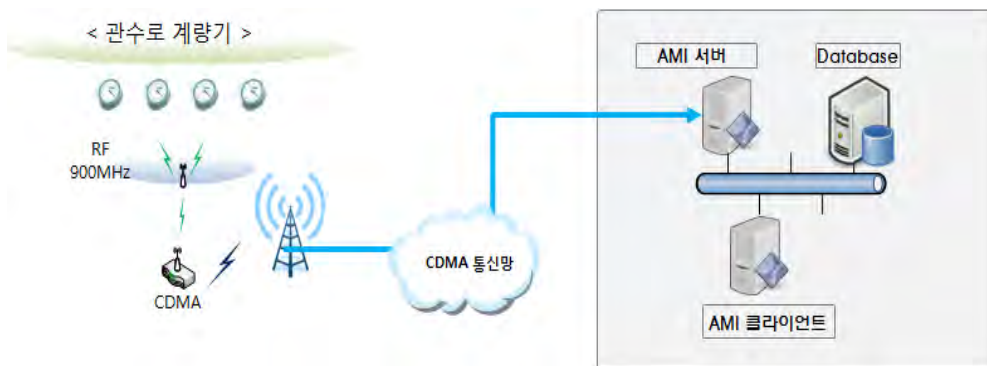 < 관수로 계량기 >
RF
900MHz
CDMA
CDMA 통신망
AMI 서버
Database
AMI 클라이언트